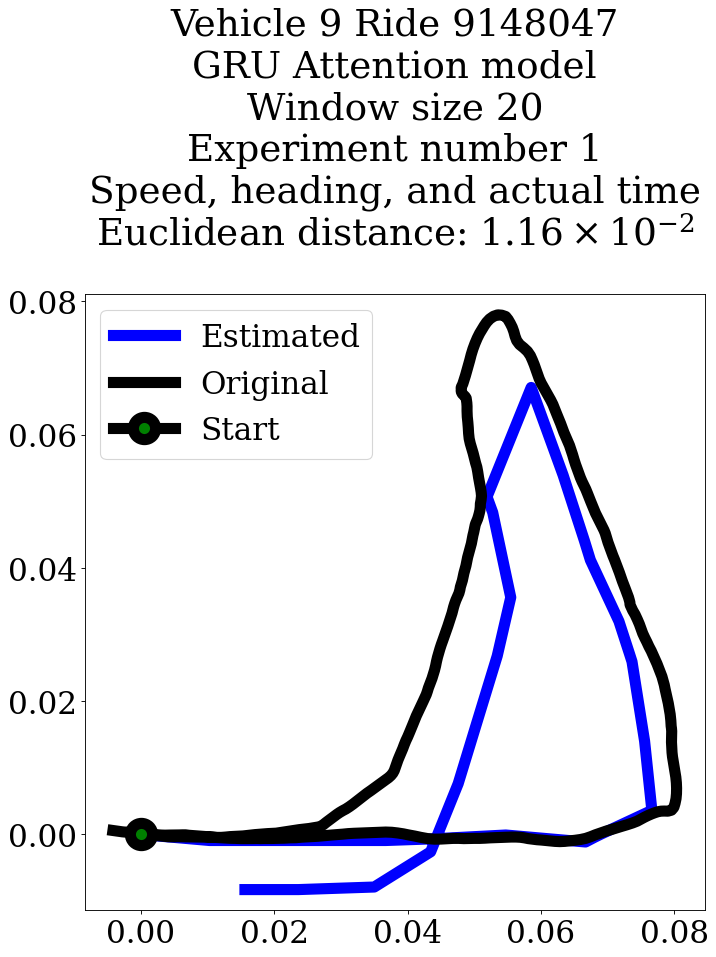 Vehicle 9 Ride 9148047
GRU Attention model
Window size 20
Experiment number 1
Speed, heading, and actual time
Euclidean distance: 1.16 × 10⁻²
0.08
0.06
0.04
0.02
0.00
Estimated
Original
Start
0.00 0.02 0.04 0.06 0.08